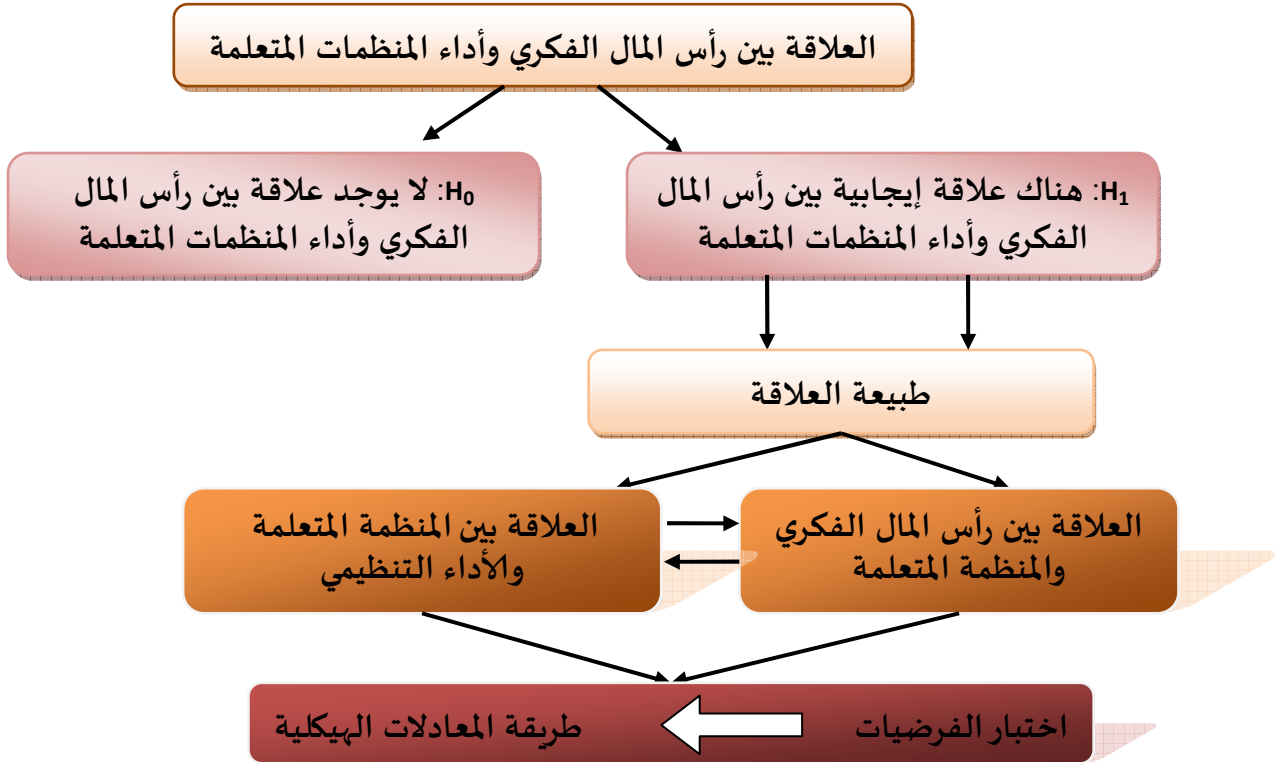 العلاقة بين رأس المال الفكري وأداء المنظمات المتعلمة
H1: هناك علاقة إيجابية بين رأس المال
الفكري وأداء المنظمات المتعلمة
H0: لا يوجد علاقة بين رأس المال
الفكري وأداء المنظمات المتعلمة
طبيعة العلاقة
العلاقة بين رأس المال الفكري
والمنظمة المتعلمة
العلاقة بين المنظمة المتعلمة
والأداء التنظيمي
اختبار الفرضيات
طريقة المعادلات الهيكلية